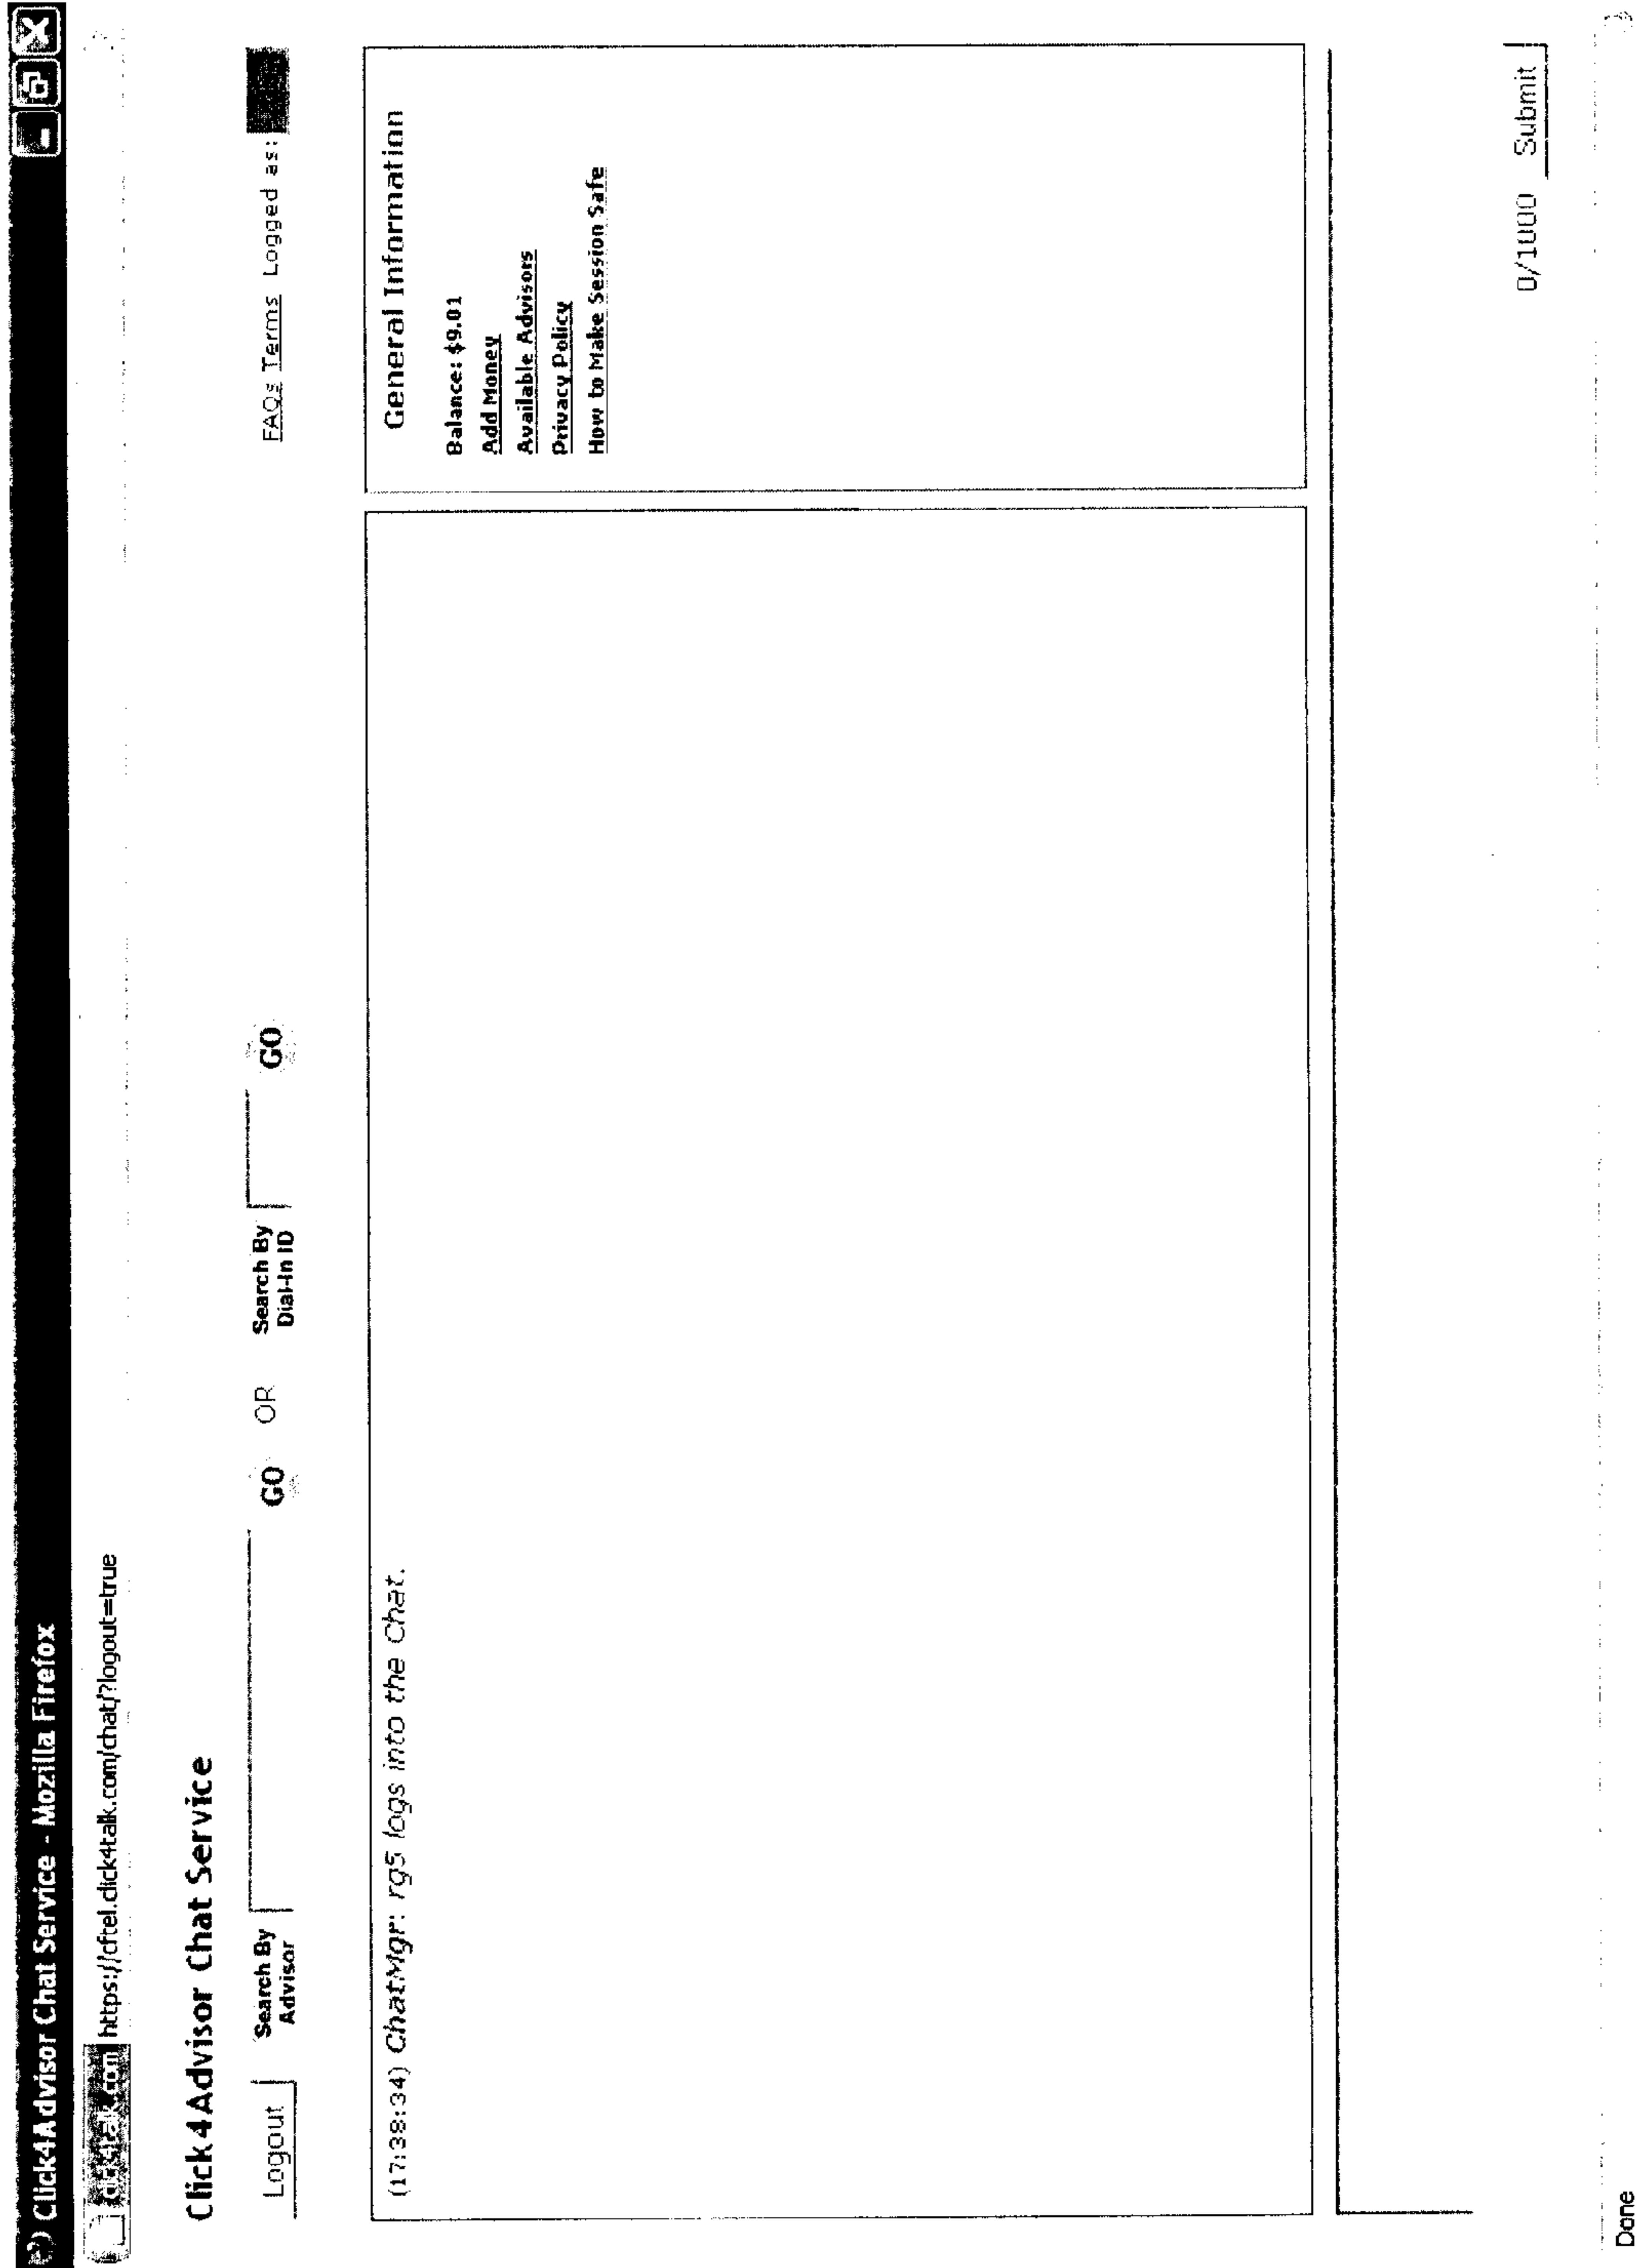 Click4Advisor Chat Service - Mozilla Firefox
click4talk.com https://cftel.click4talk.com/chat/?logout=true
Click4Advisor Chat Service
Logout Search By Advisor GO OR Search By Dial-In ID GO FAQs Terms Logged as:
(17:38:34) ChatMgr: rg5 logs into the Chat.
General Information
Balance: $9.01
Add Money
Available Advisors
Privacy Policy
How to Make Session Safe
0/1000 Submit
Done